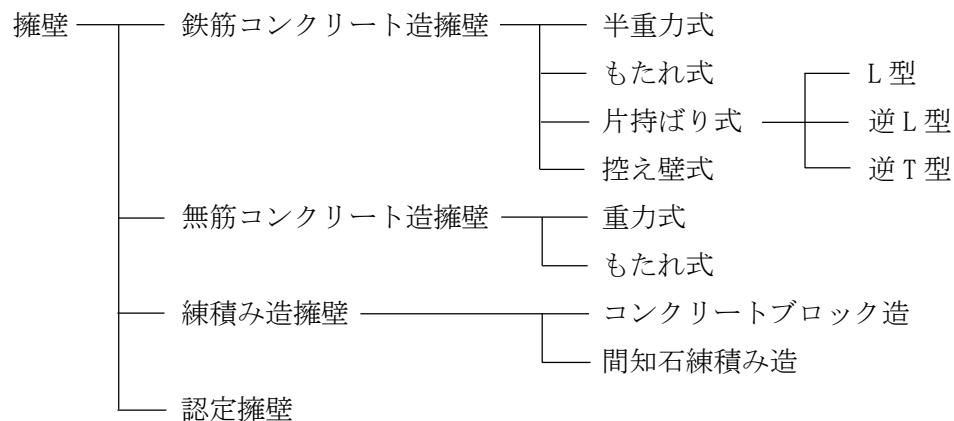 擁壁 鉄筋コンクリート造擁壁 半重力式
もたれ式 L型
片持ばり式 逆L型
控え壁式 逆T型
無筋コンクリート造擁壁 重力式
もたれ式
練積み造擁壁 コンクリートブロック造
間知石練積み造
認定擁壁